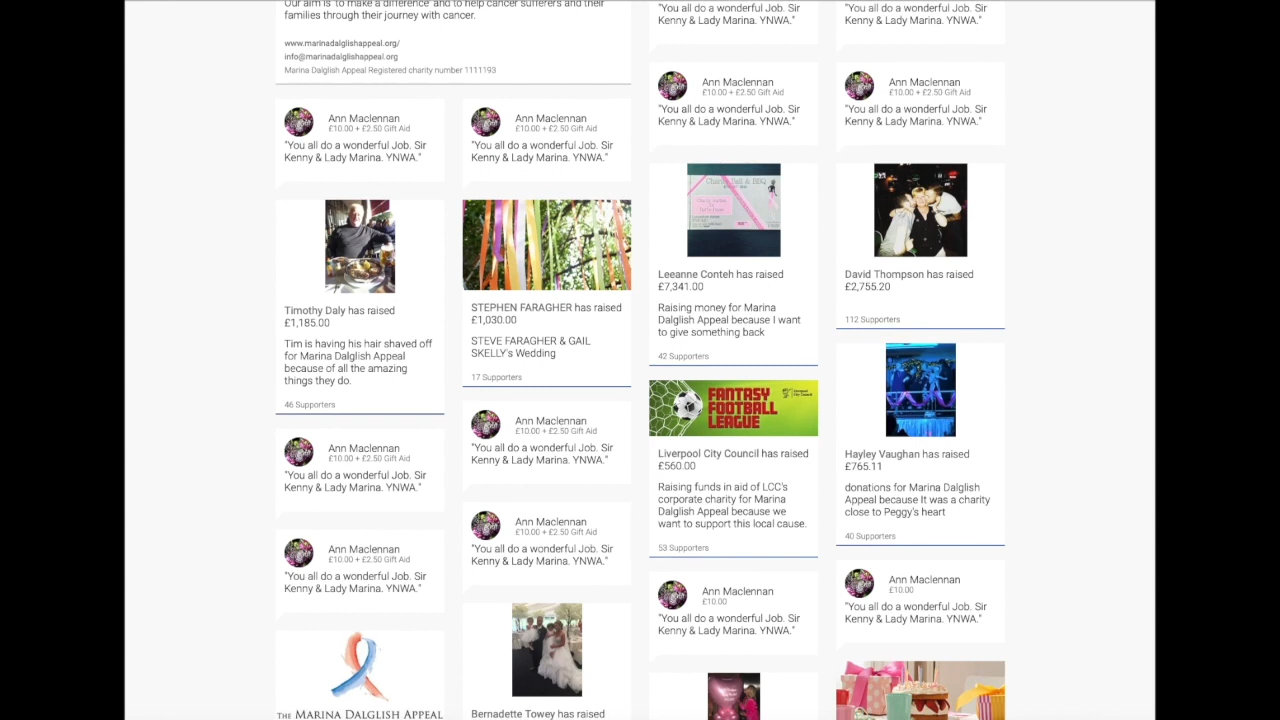 Our aim is 'to make a difference' and to help cancer sufferers and their
families through their journey with cancer.
www.marinadalglishappeal.org/
info@marinadalglishappeal.org
Marina Dalglish Appeal Registered charity number 1111193
Ann Maclennan
£10.00 + £2.50 Gift Aid
"You all do a wonderful Job. Sir
Kenny & Lady Marina. YNWA."
Timothy Daly has raised
£1,185.00
Tim is having his hair shaved off
for Marina Dalglish Appeal
because of all the amazing
things they do.
46 Supporters
Ann Maclennan
£10.00 + £2.50 Gift Aid
"You all do a wonderful Job. Sir
Kenny & Lady Marina. YNWA."
Ann Maclennan
£10.00 + £2.50 Gift Aid
"You all do a wonderful Job. Sir
Kenny & Lady Marina. YNWA."
THE MARINA DALGLISH APPEAL
Ann Maclennan
£10.00 + £2.50 Gift Aid
"You all do a wonderful Job. Sir
Kenny & Lady Marina. YNWA."
STEPHEN FARAGHER has raised
£1,030.00
STEVE FARAGHER & GAIL
SKELLY's Wedding
17 Supporters
Ann Maclennan
£10.00 + £2.50 Gift Aid
"You all do a wonderful Job. Sir
Kenny & Lady Marina. YNWA."
Ann Maclennan
£10.00 + £2.50 Gift Aid
"You all do a wonderful Job. Sir
Kenny & Lady Marina. YNWA."
Bernadette Towey has raised
"You all do a wonderful Job. Sir
Kenny & Lady Marina. YNWA."
Ann Maclennan
£10.00 + £2.50 Gift Aid
"You all do a wonderful Job. Sir
Kenny & Lady Marina. YNWA."
Charity Ball & BBQ
Leeanne Conteh has raised
£7,341.00
Raising money for Marina
Dalglish Appeal because I want
to give something back
42 Supporters
FANTASY
FOOTBALL
LEAGUE
Liverpool
City Council
Liverpool City Council has raised
£560.00
Raising funds in aid of LCC's
corporate charity for Marina
Dalglish Appeal because we
want to support this local cause.
53 Supporters
Ann Maclennan
£10.00
"You all do a wonderful Job. Sir
Kenny & Lady Marina. YNWA."
"You all do a wonderful Job. Sir
Kenny & Lady Marina. YNWA."
Ann Maclennan
£10.00 + £2.50 Gift Aid
"You all do a wonderful Job. Sir
Kenny & Lady Marina. YNWA."
David Thompson has raised
£2,755.20
112 Supporters
Hayley Vaughan has raised
£765.11
donations for Marina Dalglish
Appeal because It was a charity
close to Peggy's heart
40 Supporters
Ann Maclennan
£10.00
"You all do a wonderful Job. Sir
Kenny & Lady Marina. YNWA."